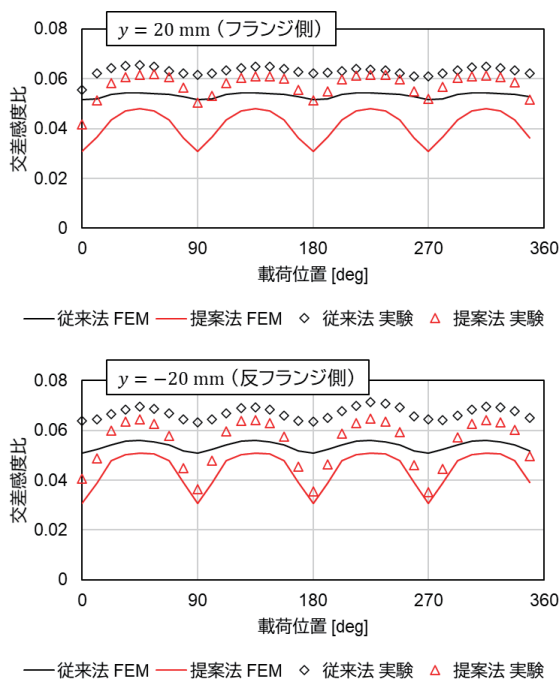 y = 20 mm（フランジ側）
0.08
0.06
0.04
0.02
0
交差感度比
0 90 180 270 360
載荷位置 [deg]
従来法 FEM 提案法 FEM 従来法 実験 提案法 実験
y = −20 mm（反フランジ側）
0.08
0.06
0.04
0.02
0
交差感度比
0 90 180 270 360
載荷位置 [deg]
従来法 FEM 提案法 FEM 従来法 実験 提案法 実験